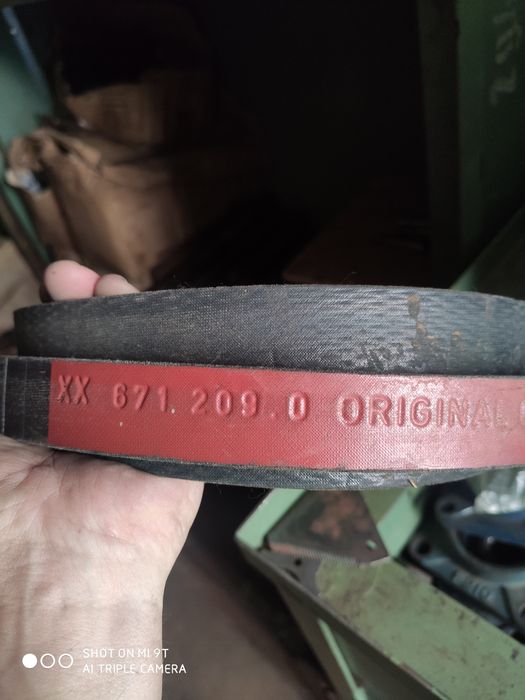 XX 671.209.0 ORIGINAL
SHOT ON MI 9T
AI TRIPLE CAMERA